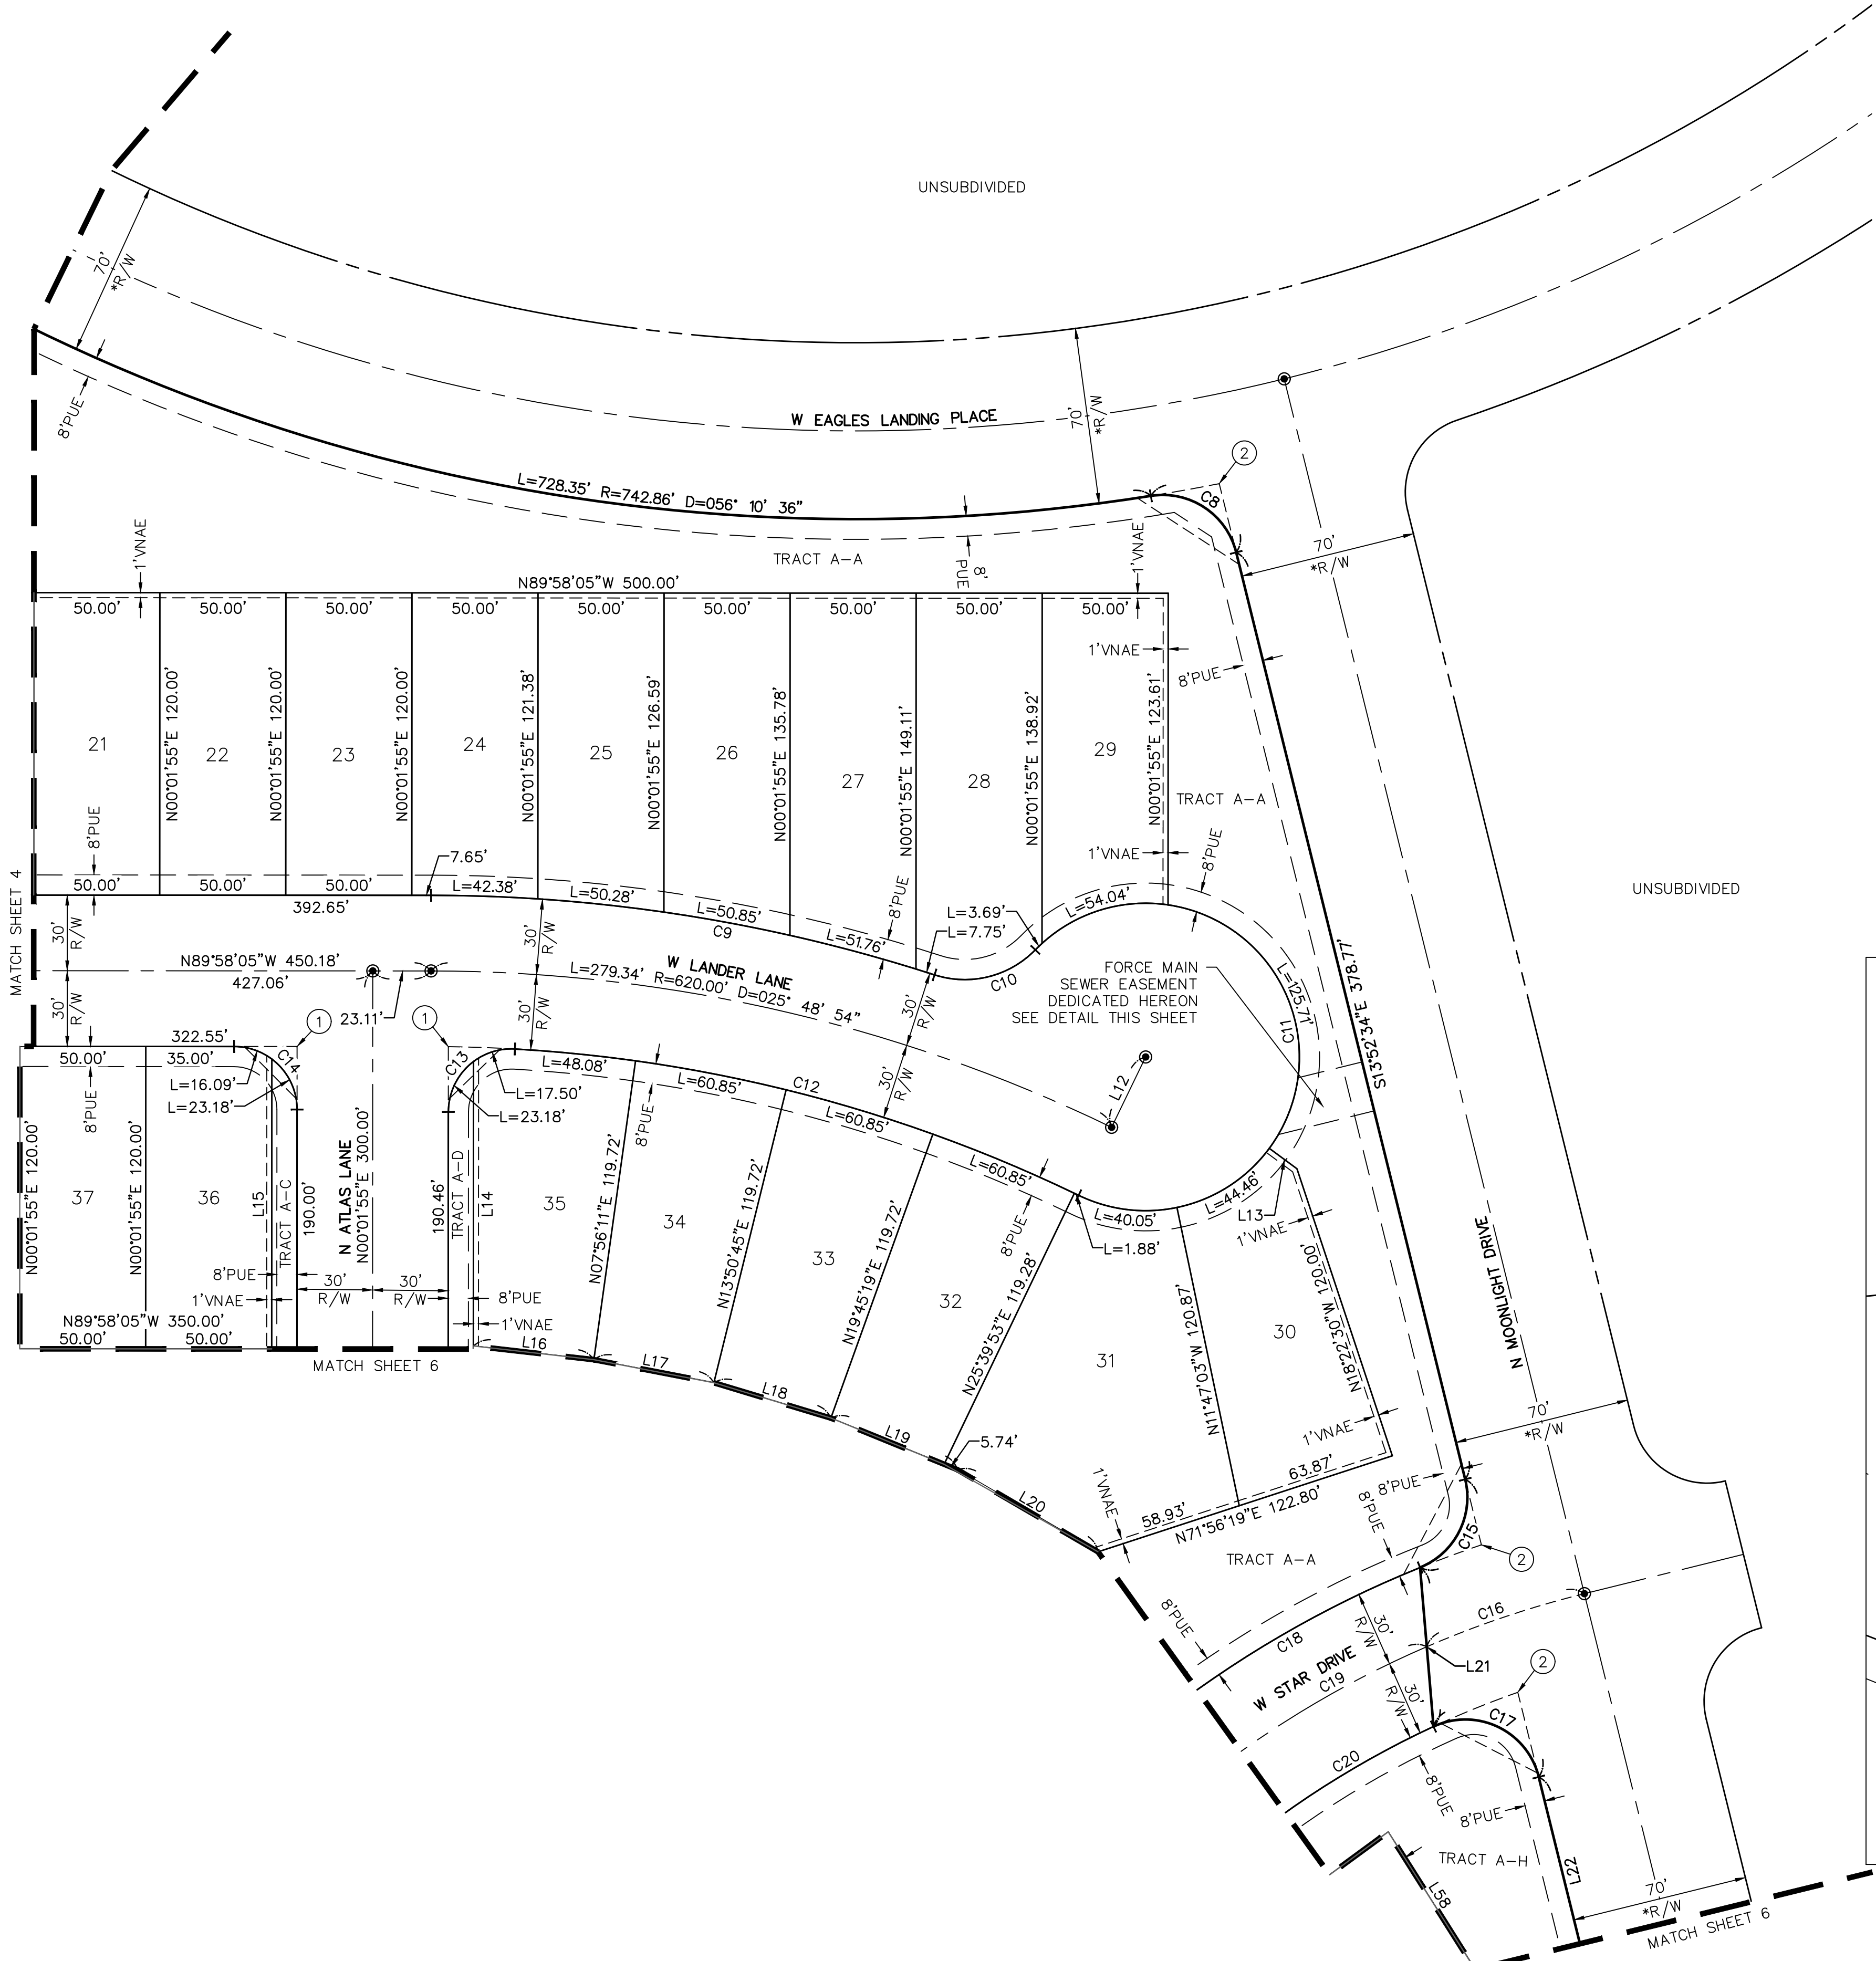 UNSUBDIVIDED
70'
*R/W
8'PUE
W EAGLES LANDING PLACE
70'
*R/W
L=728.35' R=742.86' D=056° 10' 36"
2
C8
1'VNAE
TRACT A-A
8'
PUE
1'VNAE
70'
*R/W
N89°58'05"W 500.00'
50.00'
50.00'
50.00'
50.00'
50.00'
50.00'
50.00'
50.00'
50.00'
1'VNAE
8'PUE
N00°01'55"E 120.00'
N00°01'55"E 120.00'
N00°01'55"E 120.00'
N00°01'55"E 121.38'
N00°01'55"E 126.59'
N00°01'55"E 135.78'
N00°01'55"E 149.11'
N00°01'55"E 138.92'
N00°01'55"E 123.61'
21
22
23
24
25
26
27
28
29
TRACT A-A
8'PUE
1'VNAE
8'PUE
7.65'
50.00'
50.00'
50.00'
392.65'
L=42.38'
L=50.28'
L=50.85'
C9
L=51.76'
8'PUE
L=3.69'
L=7.75'
L=54.04'
C10
UNSUBDIVIDED
MATCH SHEET 4
30'
R/W
30'
R/W
N89°58'05"W 450.18'
427.06'
23.11'
30'
R/W
30'
R/W
W LANDER LANE
L=279.34' R=620.00' D=025° 48' 54"
30'
R/W
30'
R/W
FORCE MAIN
SEWER EASEMENT
DEDICATED HEREON
SEE DETAIL THIS SHEET
L=125.71'
C11
S13°52'34"E 378.77'
L12
322.55'
1
1
50.00'
35.00'
C14
L=16.09'
L=23.18'
C13
L=17.50'
L=23.18'
L=48.08'
L=60.85'
C12
L=60.85'
L=60.85'
L=40.05'
L=1.88'
L=44.46'
L13
1'VNAE
8'PUE
8'PUE
8'PUE
N00°01'55"E 120.00'
N00°01'55"E 120.00'
37
36
L15
TRACT A-C
190.00'
N ATLAS LANE
N00°01'55"E 300.00'
190.46'
TRACT A-D
L14
35
N07°56'11"E 119.72'
34
N13°50'45"E 119.72'
33
N19°45'19"E 119.72'
32
N25°39'53"E 119.28'
31
N11°47'03"W 120.87'
30
N18°22'30"W 120.00'
N MOONLIGHT DRIVE
8'PUE
1'VNAE
30'
R/W
30'
R/W
8'PUE
1'VNAE
N89°58'05"W 350.00'
50.00'
50.00'
MATCH SHEET 6
L16
L17
L18
L19
5.74'
L20
1'VNAE
1'VNAE
58.93'
63.87'
N71°56'19"E 122.80'
70'
*R/W
8'PUE
8'PUE
C15
TRACT A-A
2
8'PUE
C16
C18
30'
R/W
W STAR DRIVE
C19
30'
R/W
L21
2
C17
C20
8'PUE
8'PUE
TRACT A-H
L58
L22
70'
*R/W
MATCH SHEET 6